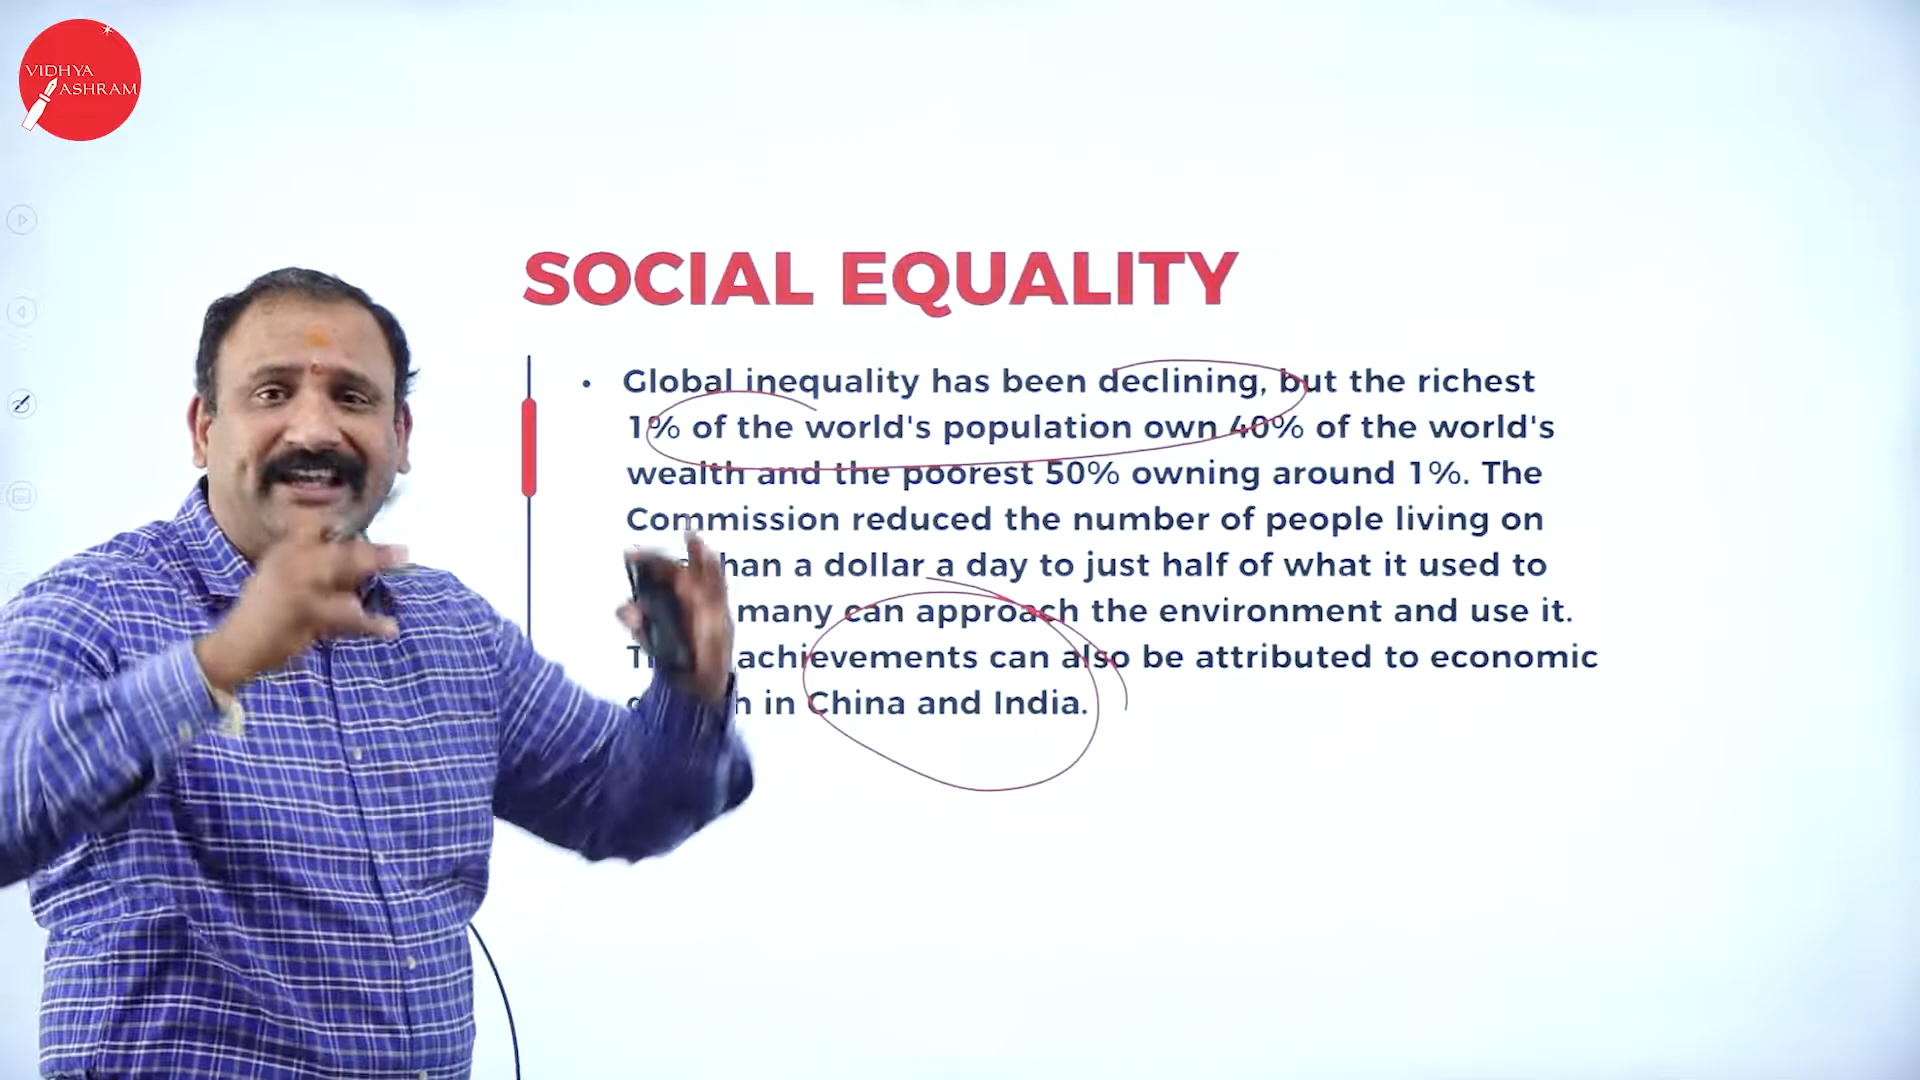 VIDHYA
ASHRAM
SOCIAL EQUALITY
• Global inequality has been declining, but the richest
1% of the world's population own 40% of the world's
wealth and the poorest 50% owning around 1%. The
Commission reduced the number of people living on
a dollar a day to just half of what it used to
many can approach the environment and use it.
achievements can also be attributed to economic
in China and India.